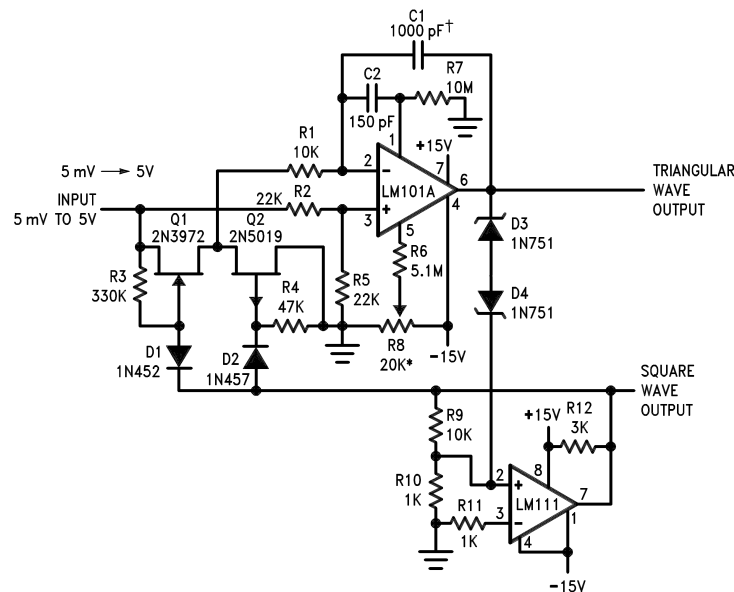 C1
1000 pF†
C2
150 pF
R7
10M
R1
10K
1
+15V
5 mV → 5V
2
−
7
6
LM101A
TRIANGULAR
WAVE
OUTPUT
INPUT
5 mV TO 5V
22K
R2
3
+
4
5
Q1
2N3972
Q2
2N5019
R6
5.1M
D3
1N751
R3
330K
R4
47K
R5
22K
D4
1N751
R8
20K*
−15V
D1
1N452
D2
1N457
SQUARE
WAVE
OUTPUT
R9
10K
+15V
R12
3K
R10
1K
2
+
8
7
LM111
R11
1K
3
−
1
4
−15V